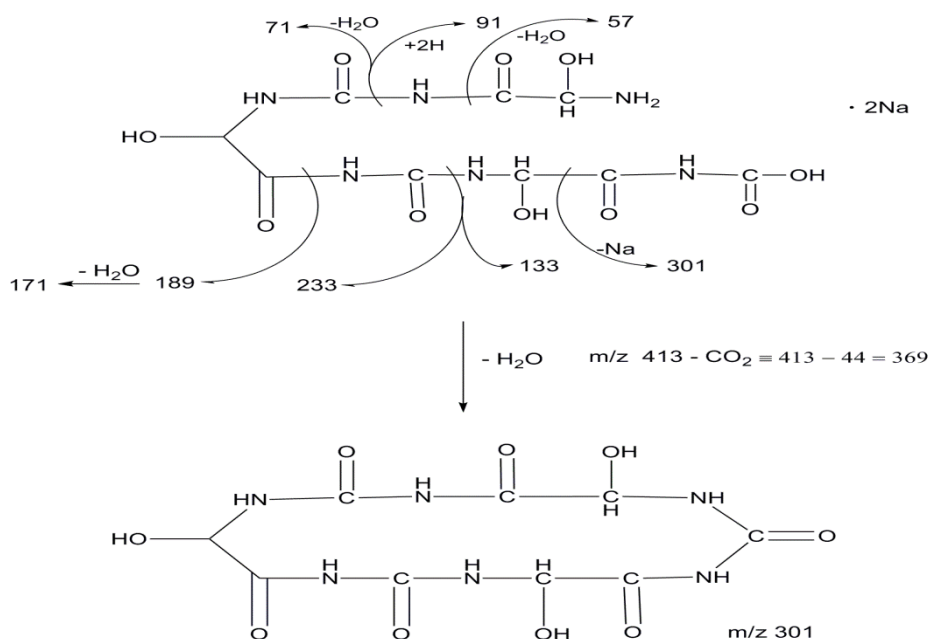 71 -H₂O 91 -H₂O 57
+2H
O O OH
HN C N H C C H NH₂
· 2Na
HO
N H C N H H C N H C OH
O O OH O O
-Na
171 - H₂O 189 233 133 301
- H₂O m/z 413 - CO₂ ≡ 413 – 44 = 369
O O OH
HN C N H C C H NH
HO C O
N H C N H H C C NH
O O OH O
m/z 301